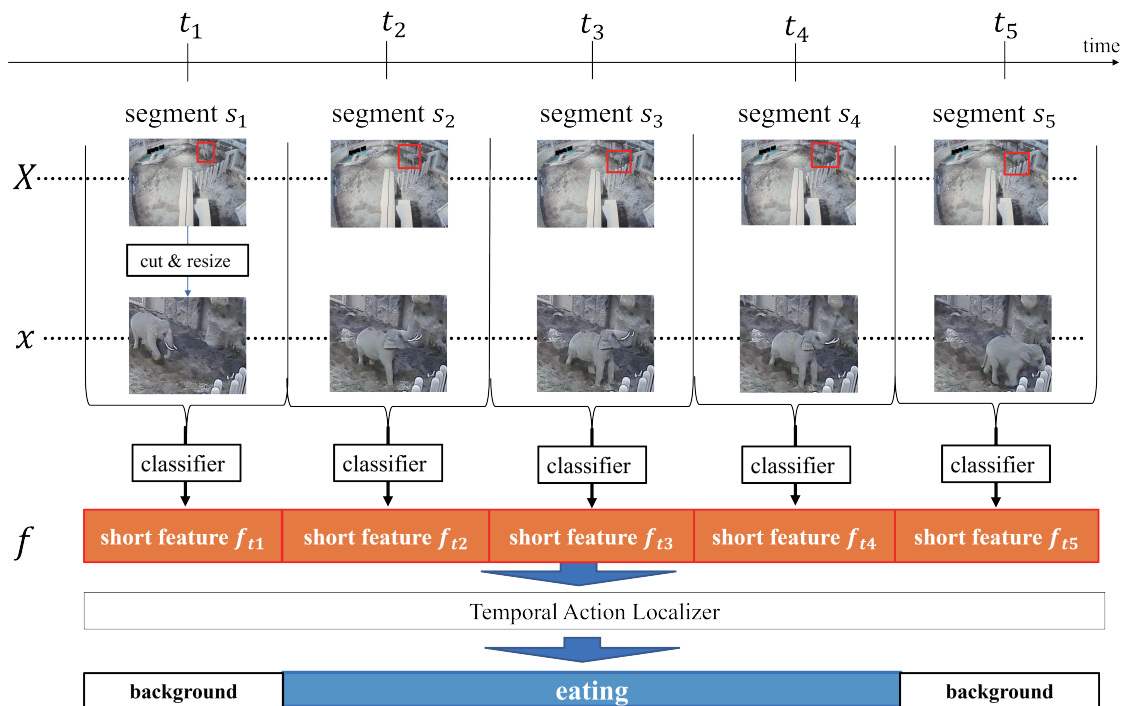 t1 t2 t3 t4 t5
time
segment s1 segment s2 segment s3 segment s4 segment s5
X
cut & resize
x
classifier classifier classifier classifier classifier
f short feature ft1 short feature ft2 short feature ft3 short feature ft4 short feature ft5
Temporal Action Localizer
background eating background